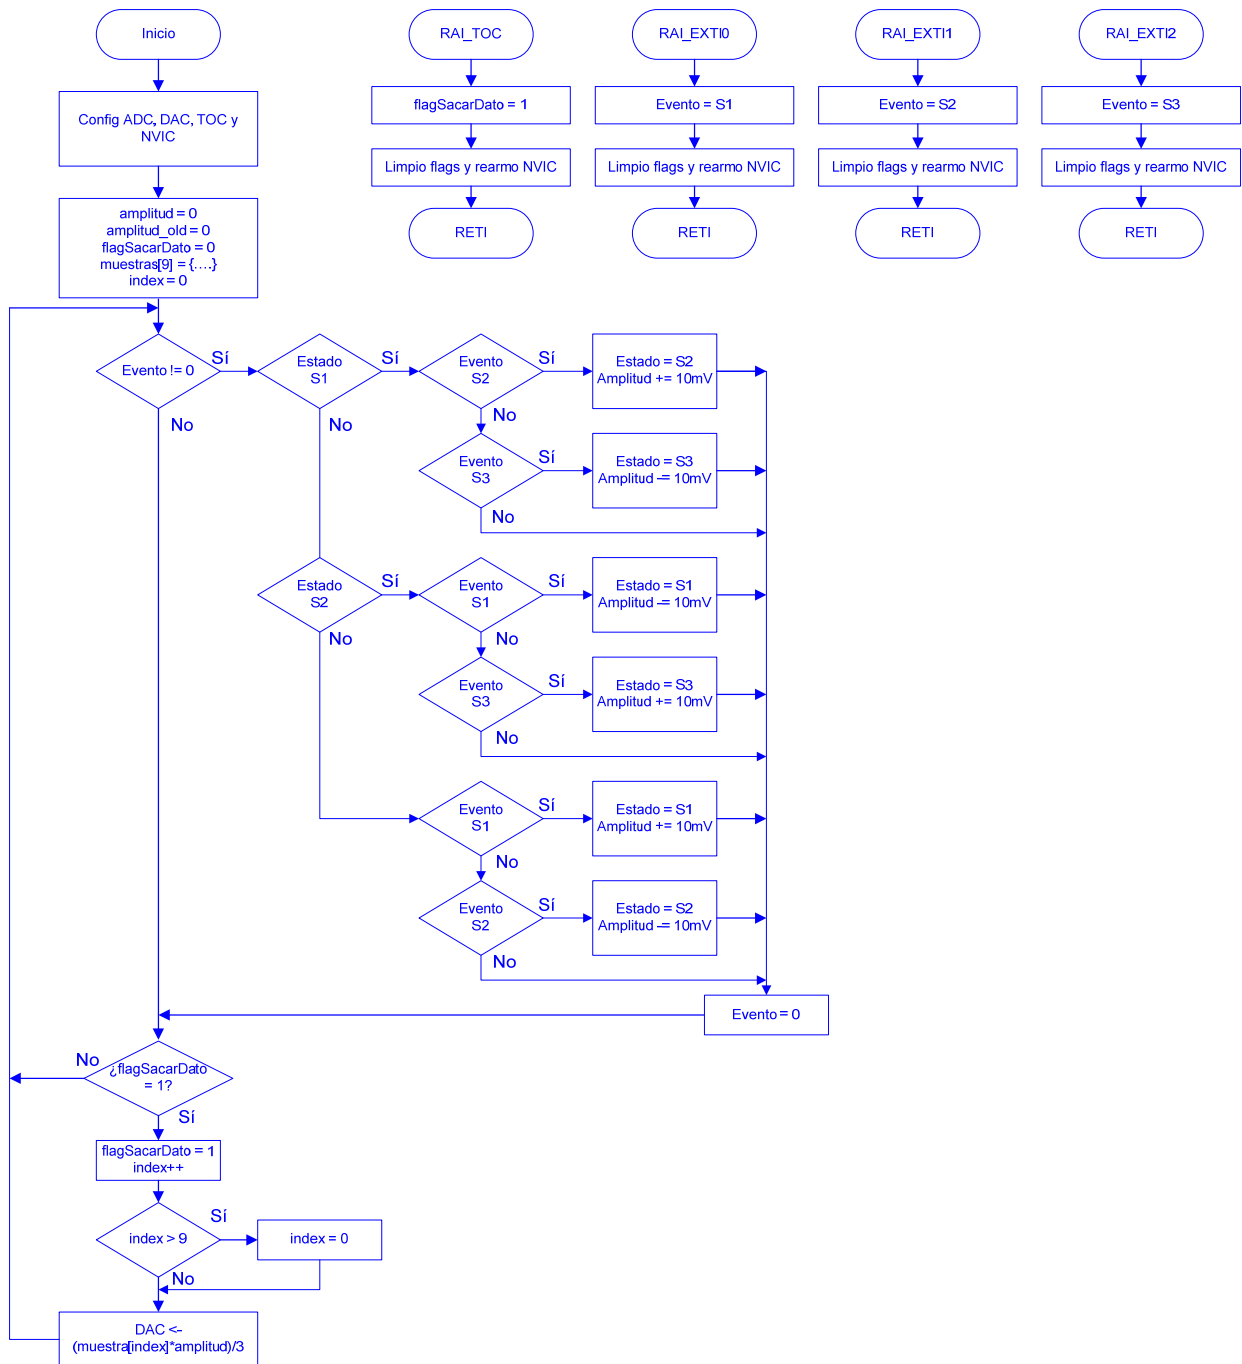 Inicio
RAI_TOC
RAI_EXTI0
RAI_EXTI1
RAI_EXTI2
Config ADC, DAC, TOC y
NVIC
flagSacarDato = 1
Evento = S1
Evento = S2
Evento = S3
Limpio flags y rearmo NVIC
Limpio flags y rearmo NVIC
Limpio flags y rearmo NVIC
Limpio flags y rearmo NVIC
amplitud = 0
amplitud_old = 0
flagSacarDato = 0
muestras[9] = {....}
index = 0
RETI
RETI
RETI
RETI
Evento != 0
Sí
No
Estado
S1
Sí
No
Evento
S2
Sí
No
Estado = S2
Amplitud += 10mV
Evento
S3
Sí
No
Estado = S3
Amplitud -= 10mV
Estado
S2
Sí
No
Evento
S1
Sí
No
Estado = S1
Amplitud -= 10mV
Evento
S3
Sí
No
Estado = S3
Amplitud += 10mV
Evento
S1
Sí
No
Estado = S1
Amplitud += 10mV
Evento
S2
Sí
No
Estado = S2
Amplitud -= 10mV
Evento = 0
No
¿flagSacarDato
= 1?
Sí
flagSacarDato = 1
index++
index > 9
Sí
No
index = 0
DAC <-
(muestra[index]*amplitud)/3